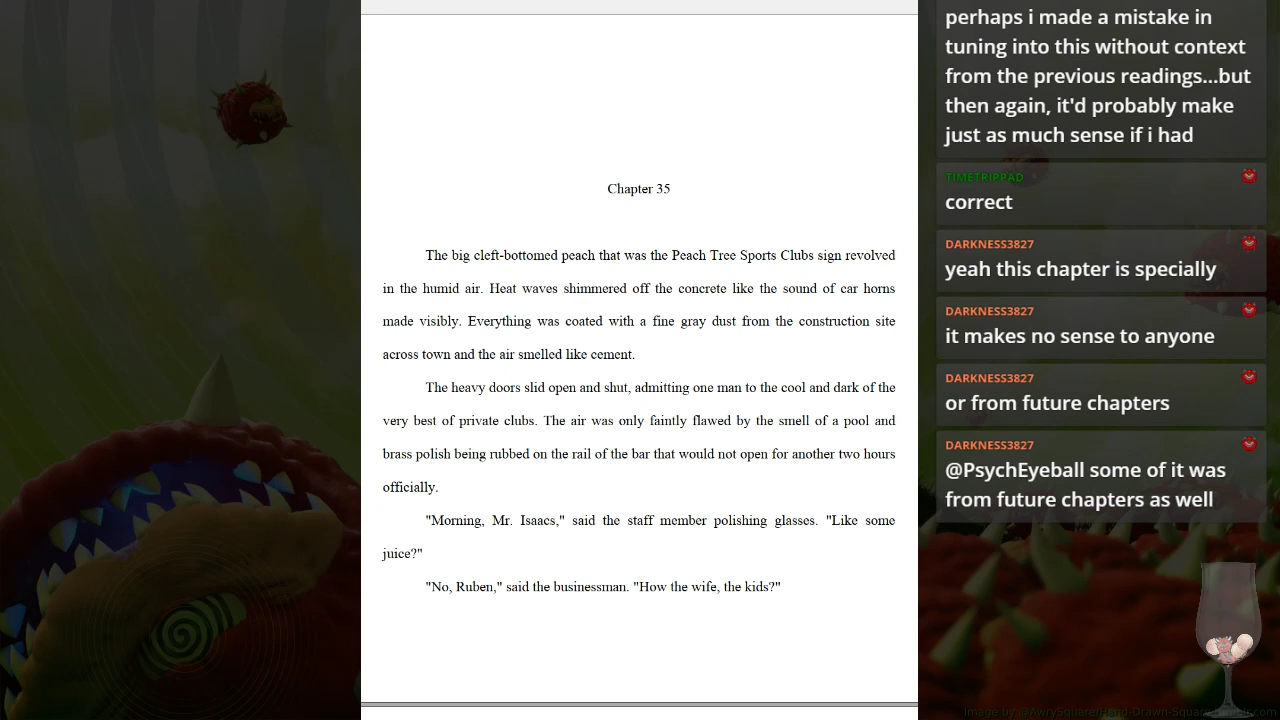 Chapter 35
The big cleft-bottomed peach that was the Peach Tree Sports Clubs sign revolved
in the humid air. Heat waves shimmered off the concrete like the sound of car horns
made visibly. Everything was coated with a fine gray dust from the construction site
across town and the air smelled like cement.
The heavy doors slid open and shut, admitting one man to the cool and dark of the
very best of private clubs. The air was only faintly flawed by the smell of a pool and
brass polish being rubbed on the rail of the bar that would not open for another two hours
officially.
"Morning, Mr. Isaacs," said the staff member polishing glasses. "Like some
juice?"
"No, Ruben," said the businessman. "How the wife, the kids?"
perhaps i made a mistake in
tuning into this without context
from the previous readings...but
then again, it'd probably make
just as much sense if i had
TIMETRIPPAD
correct
DARKNESS3827
yeah this chapter is specially
DARKNESS3827
it makes no sense to anyone
DARKNESS3827
or from future chapters
DARKNESS3827
@PsychEyeball some of it was
from future chapters as well